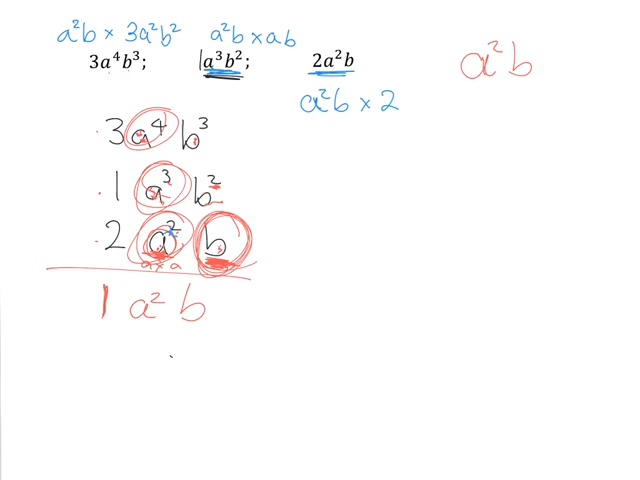 a²b × 3a²b² a²b × ab
3a⁴b³; 1a³b²; 2a²b
a²b
a²b × 2
3 a⁴ b³
1 a³ b²
2 a² b
a × a
1 a² b